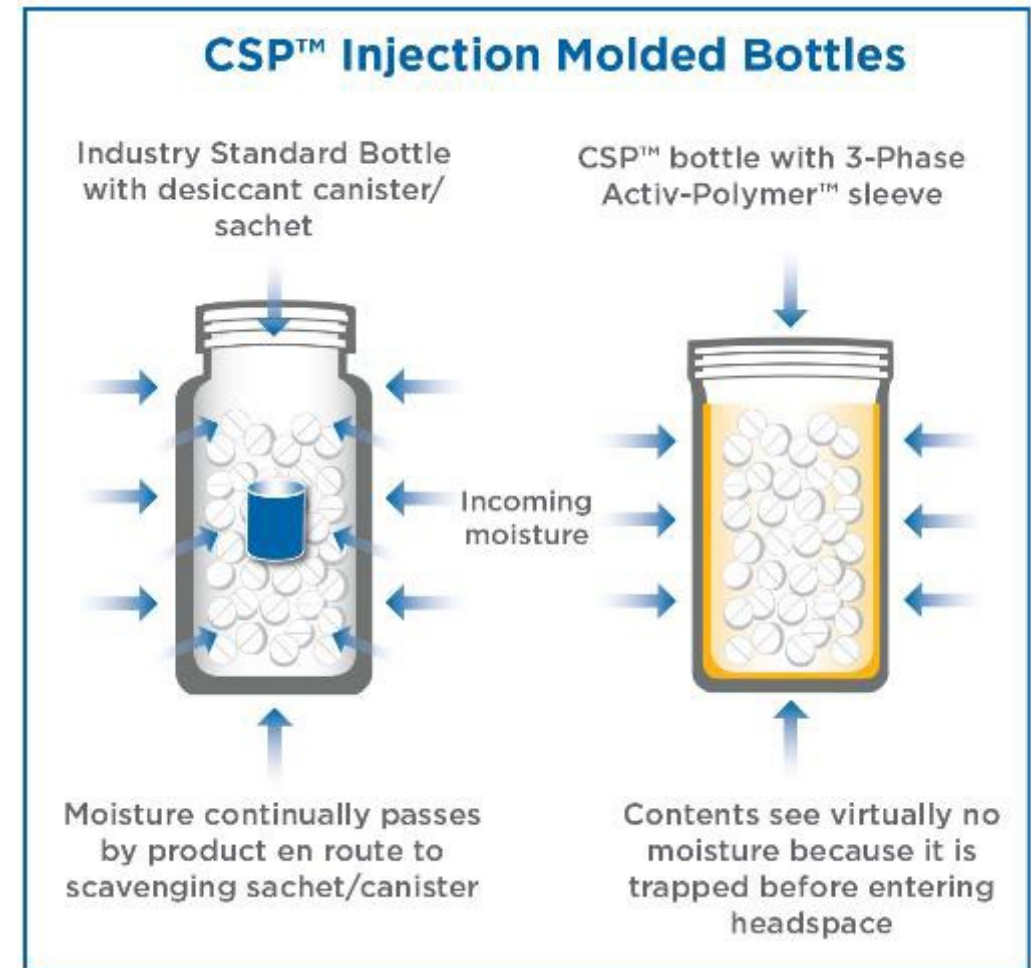 CSP™ Injection Molded Bottles
Industry Standard Bottle
with desiccant canister/
sachet
CSP™ bottle with 3-Phase
Activ-Polymer™ sleeve
Incoming
moisture
Moisture continually passes
by product en route to
scavenging sachet/canister
Contents see virtually no
moisture because it is
trapped before entering
headspace